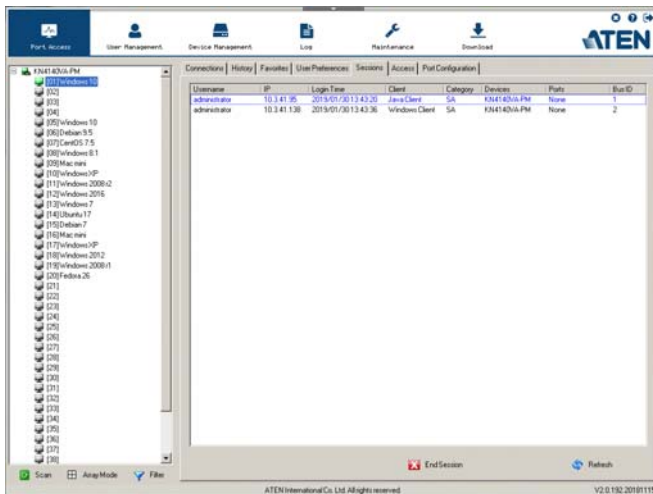 Port Access
User Management
Device Management
Log
Maintenance
Download
ATEN
KN4140VA-PM
[01]Windows 10
[02]
[03]
[04]
[05]Windows 10
[06]Debian 9.5
[07]CentOS 7.5
[08]Windows 8.1
[09]Mac mini
[10]Windows XP
[11]Windows 2008 r2
[12]Windows 2016
[13]Windows 7
[14]Ubuntu 17
[15]Debian 7
[16]Mac mini
[17]Windows XP
[18]Windows 2012
[19]Windows 2008 r1
[20]Fedora 26
[21]
[22]
[23]
[24]
[25]
[26]
[27]
[28]
[29]
[30]
[31]
[32]
[33]
[34]
[35]
[36]
[37]
[38]
Scan Array Mode Filter
Connections History Favorites User Preferences Sessions Access Port Configuration
Username IP Login Time Client Category Devices Ports Bus ID
administrator 10.3.41.95 2019/01/30 13:43:20 Java Client SA KN4140VA-PM None 1
administrator 10.3.41.138 2019/01/30 13:43:36 Windows Client SA KN4140VA-PM None 2
End Session
Refresh
ATEN International Co. Ltd. All rights reserved.
V2.0.192.20181115